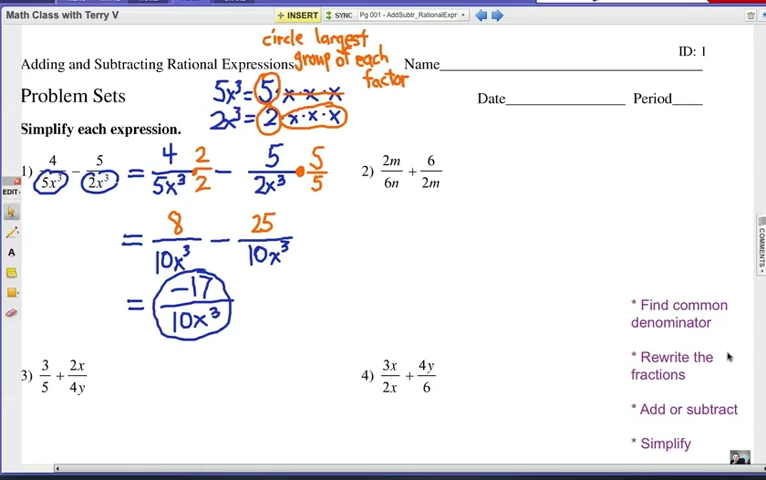 Math Class with Terry V
+ INSERT
SYNC
Pg 001 - AddSubtr_RationalExpr
ID: 1
circle largest
group of each
factor
Adding and Subtracting Rational Expressions
Name
Problem Sets
5x³ = 5 · x · x · x
2x³ = 2 · x · x · x
Date
Period
Simplify each expression.
1) 4/5x³ − 5/2x³ = 4/5x³ · 2/2 − 5/2x³ · 5/5
2) 2m/6n + 6/2m
= 8/10x³ − 25/10x³
= −17/10x³
3) 3/5 + 2x/4y
4) 3x/2x + 4y/6
* Find common
denominator
* Rewrite the
fractions
* Add or subtract
* Simplify
EDIT
A
COMMENTS